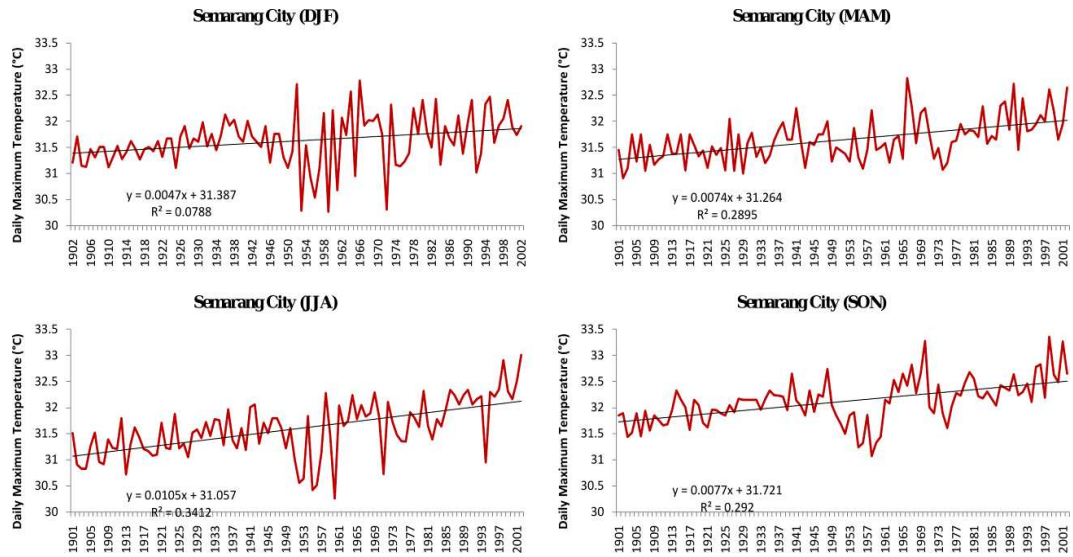 Semarang City (DJF)
Daily Maximum Temperature (°C)
33.5
33
32.5
32
31.5
31
30.5
30
y = 0.0047x + 31.387
R² = 0.0788
1902 1906 1910 1914 1918 1922 1926 1930 1934 1938 1942 1946 1950 1954 1958 1962 1966 1970 1974 1978 1982 1986 1990 1994 1998 2002
Semarang City (MAM)
Daily Maximum Temperature (°C)
33.5
33
32.5
32
31.5
31
30.5
30
y = 0.0074x + 31.264
R² = 0.2895
1901 1905 1909 1913 1917 1921 1925 1929 1933 1937 1941 1945 1949 1953 1957 1961 1965 1969 1973 1977 1981 1985 1989 1993 1997 2001
Semarang City (JJA)
Daily Maximum Temperature (°C)
33.5
33
32.5
32
31.5
31
30.5
30
y = 0.0105x + 31.057
R² = 0.3412
1901 1905 1909 1913 1917 1921 1925 1929 1933 1937 1941 1945 1949 1953 1957 1961 1965 1969 1973 1977 1981 1985 1989 1993 1997 2001
Semarang City (SON)
Daily Maximum Temperature (°C)
33.5
33
32.5
32
31.5
31
30.5
30
y = 0.0077x + 31.721
R² = 0.292
1901 1905 1909 1913 1917 1921 1925 1929 1933 1937 1941 1945 1949 1953 1957 1961 1965 1969 1973 1977 1981 1985 1989 1993 1997 2001